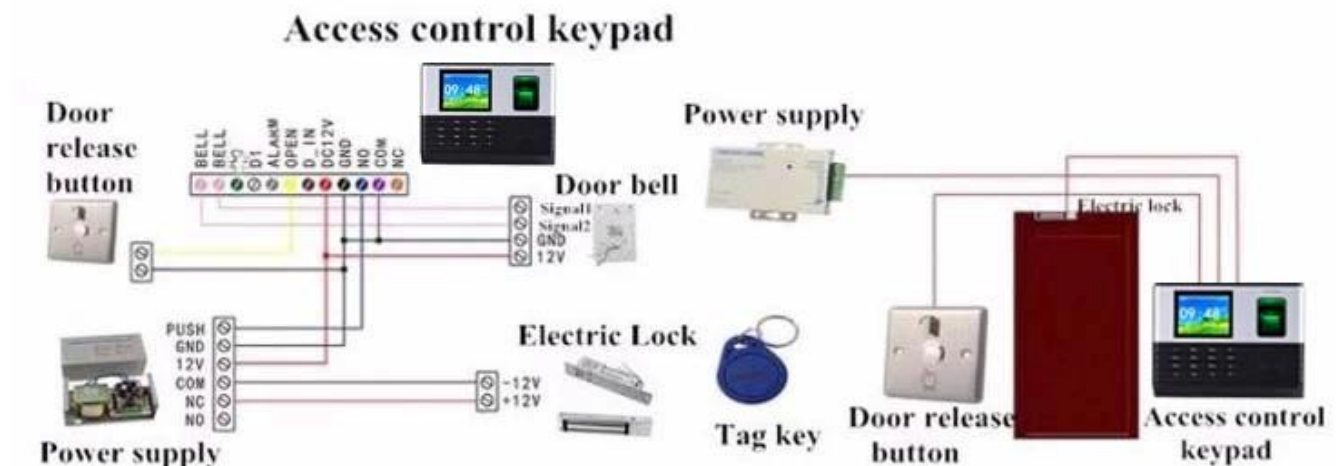 Access control keypad
Door
release
button
BELL
BELL
D1
ALAHM
OPEN
D_IN
DC12V
GND
NO
COM
NC
09:48
Door bell
Signal1
Signal2
GND
12V
PUSH
GND
12V
COM
NC
NO
Power supply
Electric Lock
-12V
+12V
Tag key
Power supply
Electric lock
09:48
Door release
button
Access control
keypad